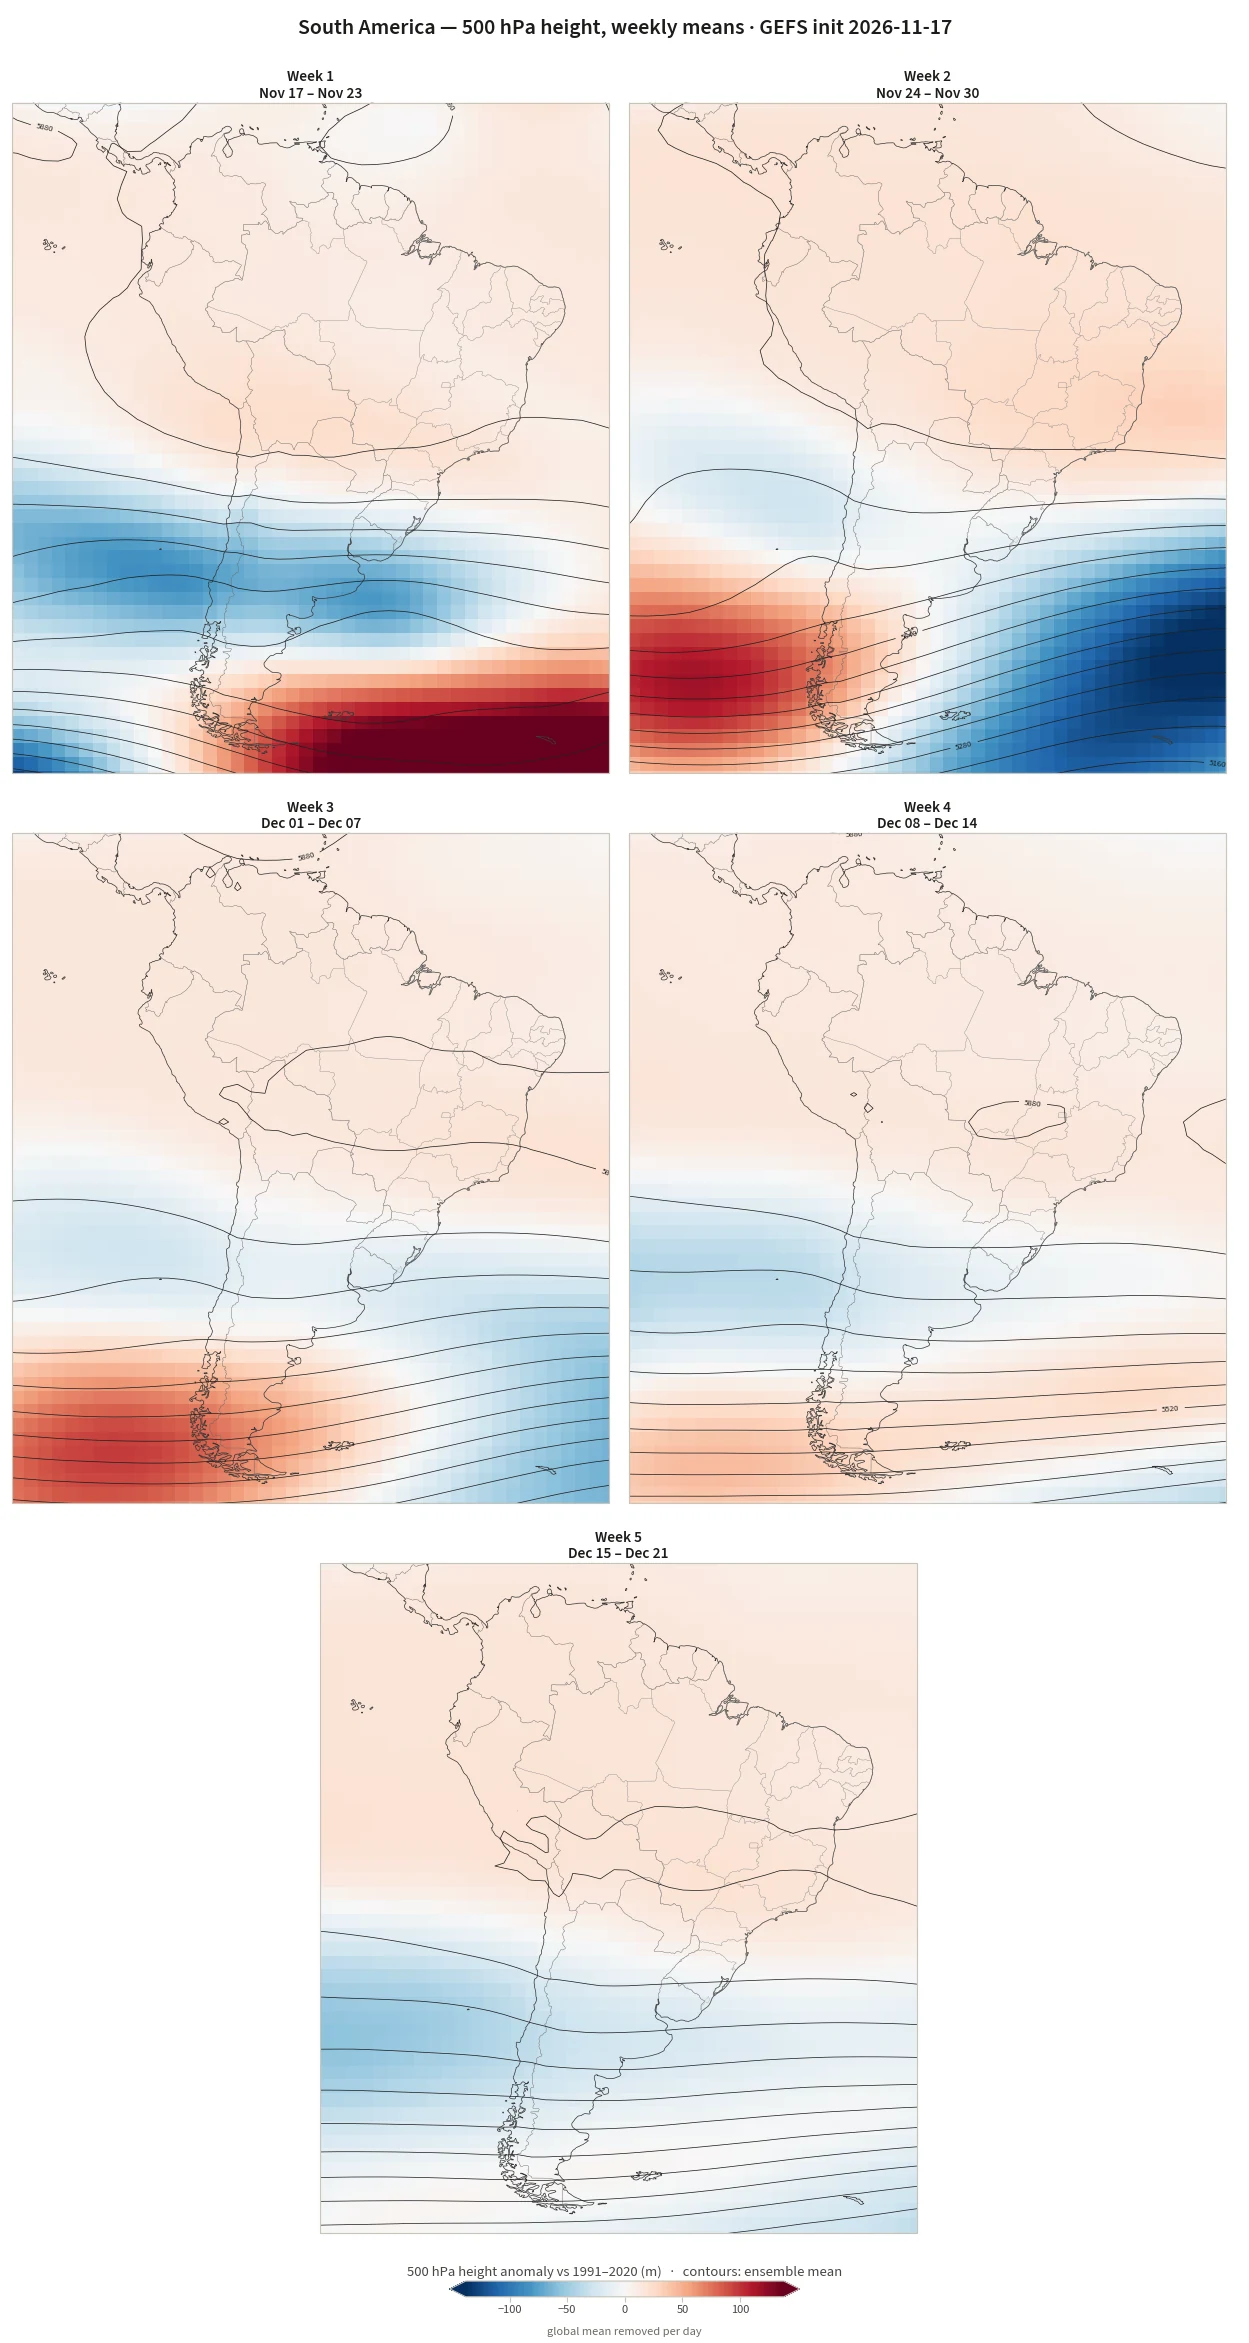 South America — 500 hPa height, weekly means · GEFS init 2026-11-17
Week 1
Nov 17 – Nov 23
5880
Week 2
Nov 24 – Nov 30
5280
5160
Week 3
Dec 01 – Dec 07
5880
Week 4
Dec 08 – Dec 14
5880
5880
5520
Week 5
Dec 15 – Dec 21
500 hPa height anomaly vs 1991–2020 (m) · contours: ensemble mean
−100 −50 0 50 100
global mean removed per day